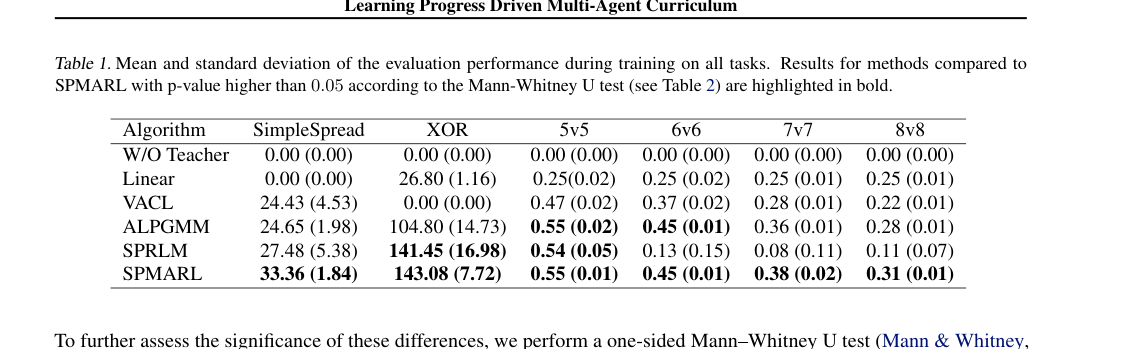 Learning Progress Driven Multi-Agent Curriculum
Table 1. Mean and standard deviation of the evaluation performance during training on all tasks. Results for methods compared to
SPMARL with p-value higher than 0.05 according to the Mann-Whitney U test (see Table 2) are highlighted in bold.
Algorithm SimpleSpread XOR 5v5 6v6 7v7 8v8
W/O Teacher 0.00 (0.00) 0.00 (0.00) 0.00 (0.00) 0.00 (0.00) 0.00 (0.00) 0.00 (0.00)
Linear 0.00 (0.00) 26.80 (1.16) 0.25(0.02) 0.25 (0.02) 0.25 (0.01) 0.25 (0.01)
VACL 24.43 (4.53) 0.00 (0.00) 0.47 (0.02) 0.37 (0.02) 0.28 (0.01) 0.22 (0.01)
ALPGMM 24.65 (1.98) 104.80 (14.73) 0.55 (0.02) 0.45 (0.01) 0.36 (0.01) 0.28 (0.01)
SPRLM 27.48 (5.38) 141.45 (16.98) 0.54 (0.05) 0.13 (0.15) 0.08 (0.11) 0.11 (0.07)
SPMARL 33.36 (1.84) 143.08 (7.72) 0.55 (0.01) 0.45 (0.01) 0.38 (0.02) 0.31 (0.01)
To further assess the significance of these differences, we perform a one-sided Mann–Whitney U test (Mann & Whitney,